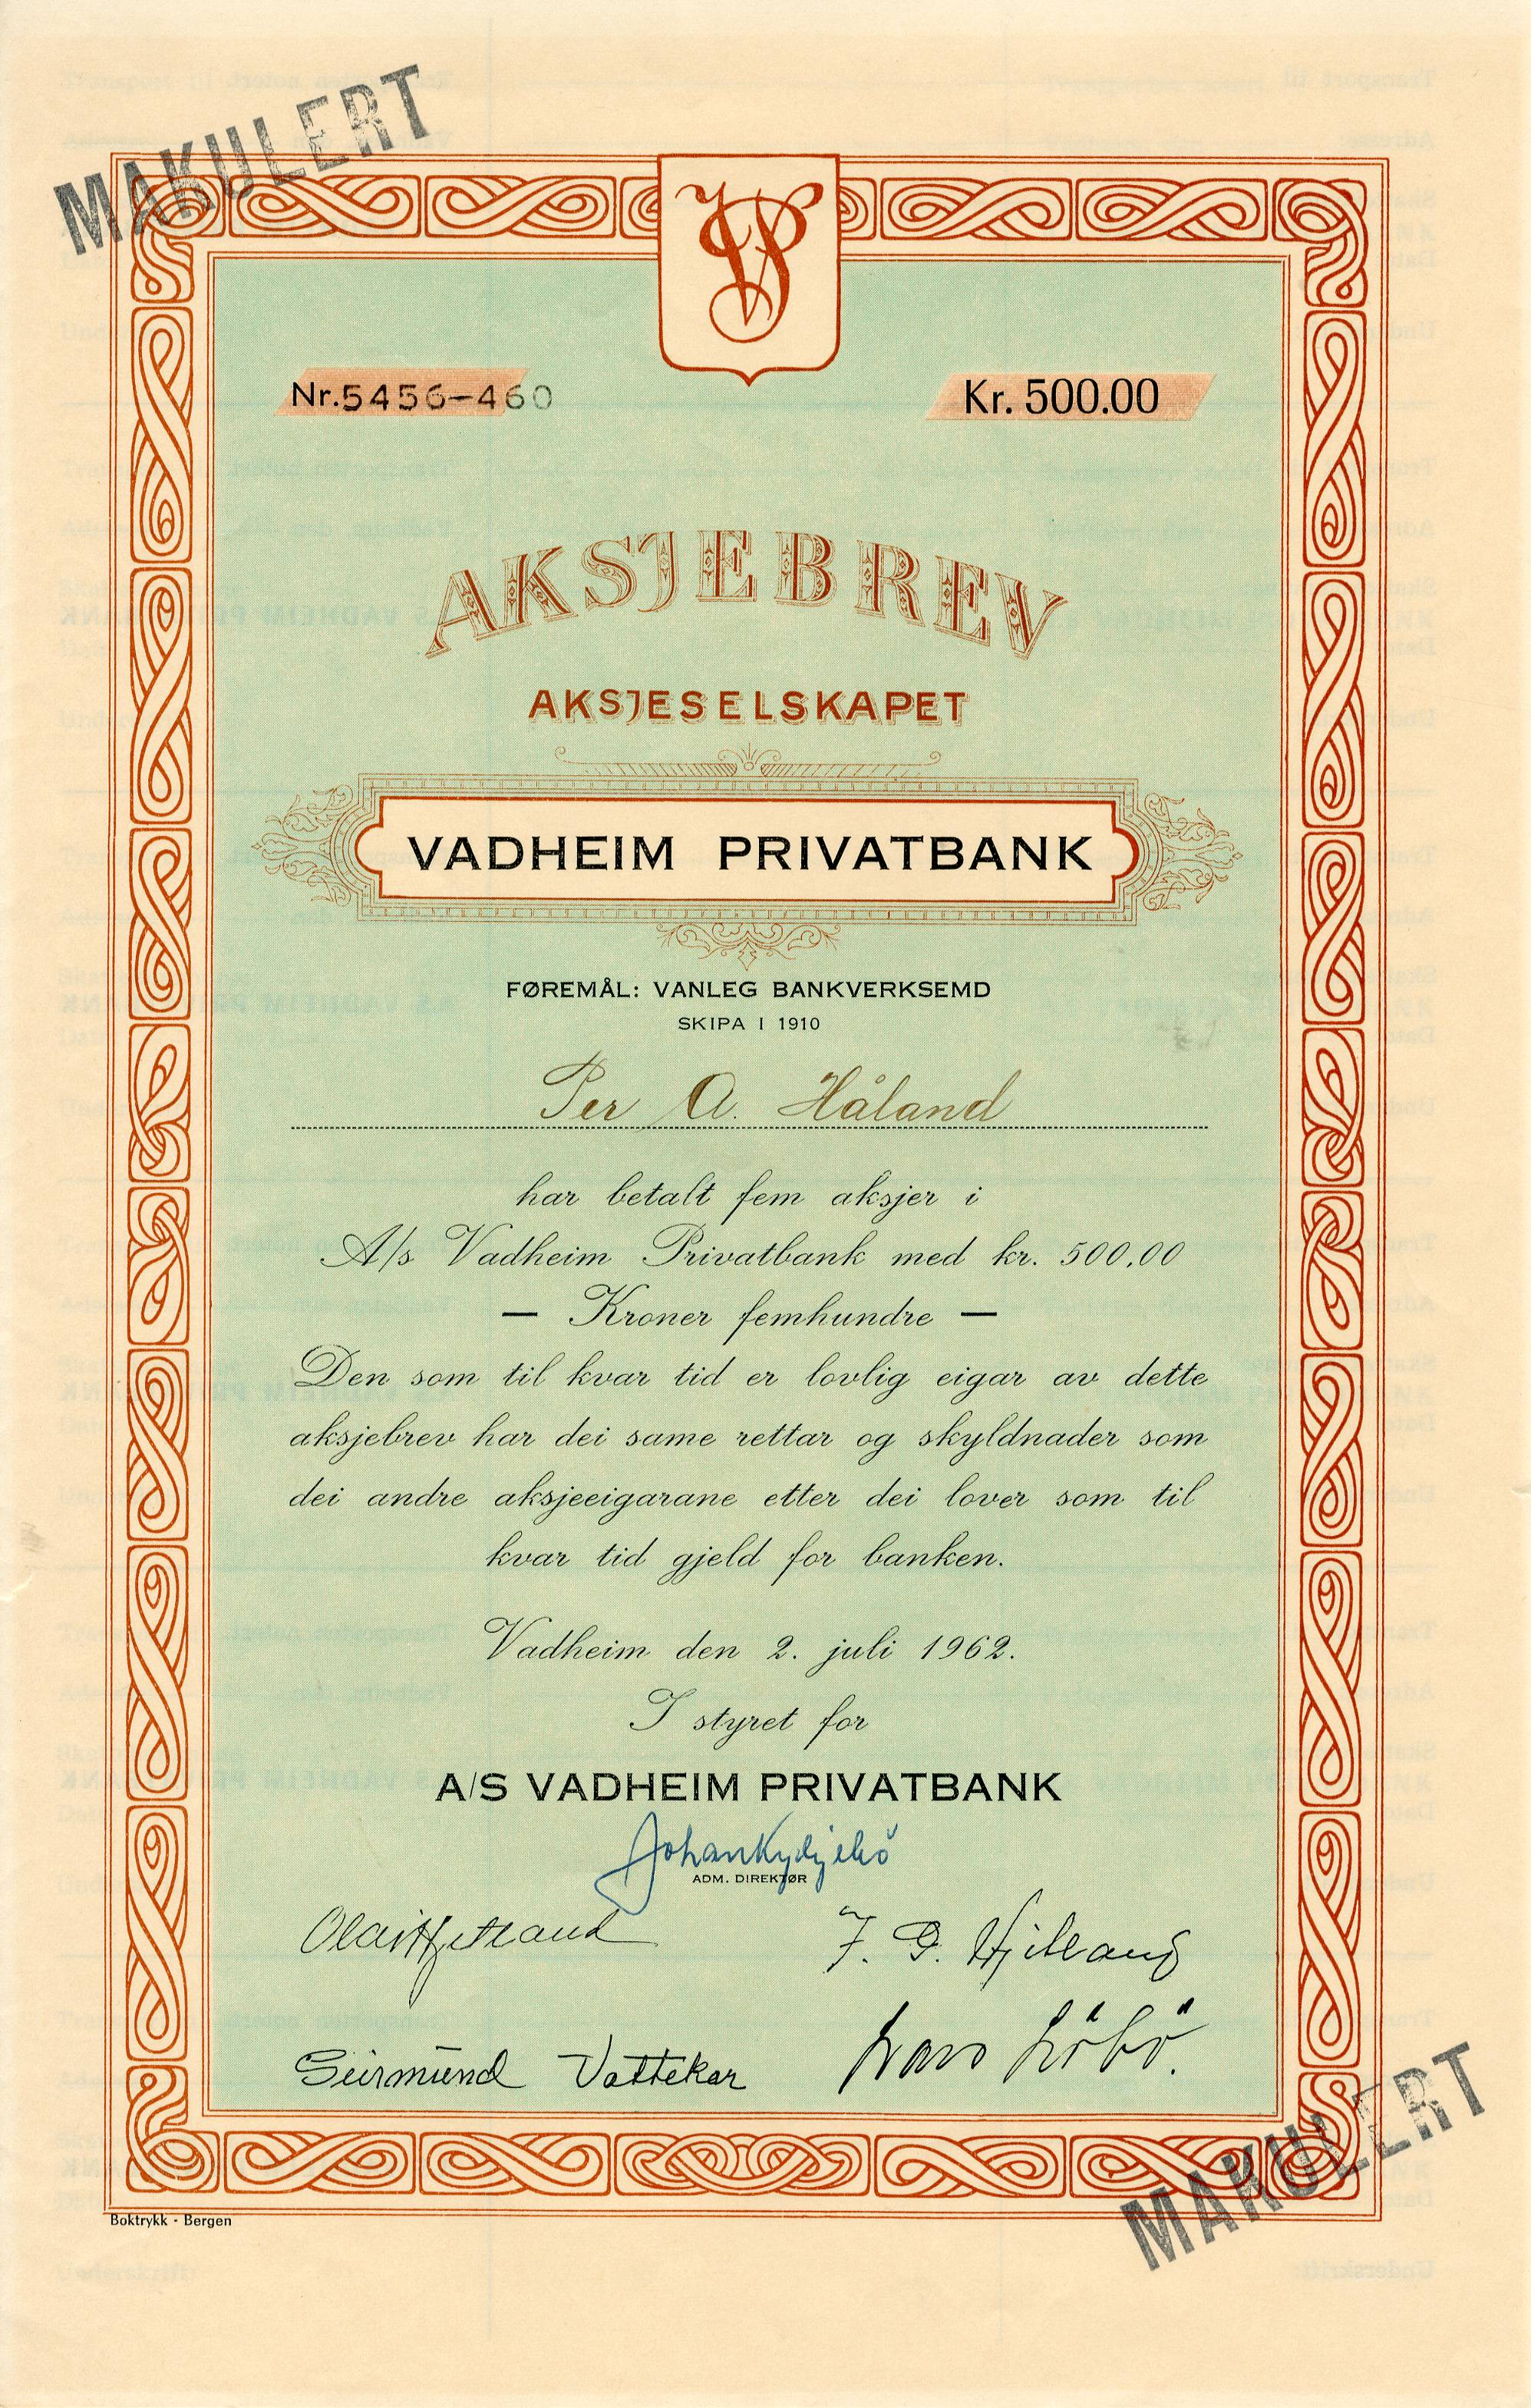 MAKULERT
VP
Nr. 5456-460
Kr. 500.00
AKSJEBREV
AKSJESELSKAPET
VADHEIM PRIVATBANK
FØREMÅL: VANLEG BANKVERKSEMD
SKIPA I 1910
Per A. Håland
har betalt fem aksjer i
A/s Vadheim Privatbank med kr. 500,00
— Kroner femhundre —
Den som til kvar tid er lovlig eigar av dette
aksjebrev har dei same rettar og skyldnader som
dei andre aksjeeigarane etter dei lover som til
kvar tid gjeld for banken.
Vadheim den 2. juli 1962.
I styret for
A/S VADHEIM PRIVATBANK
Johan
ADM. DIREKTØR
F. G.
Geirmund Vattekar
MAKULERT
Boktrykk - Bergen